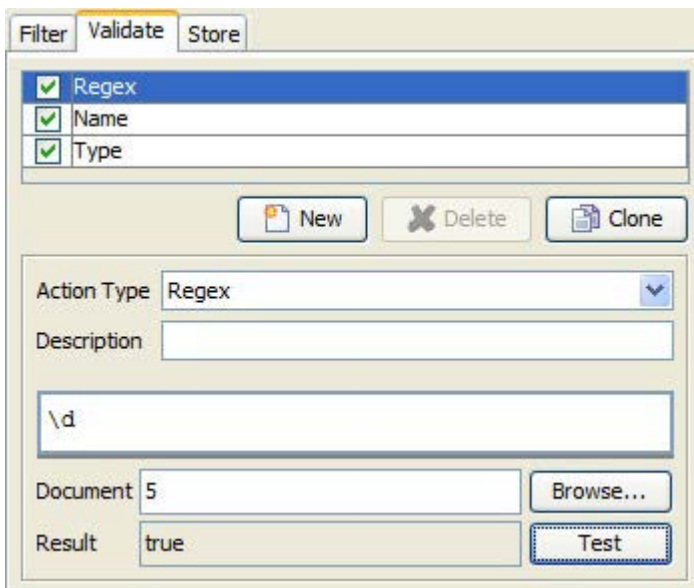 Filter Validate Store
Regex
Name
Type
New Delete Clone
Action Type Regex
Description
\d
Document 5 Browse...
Result true Test